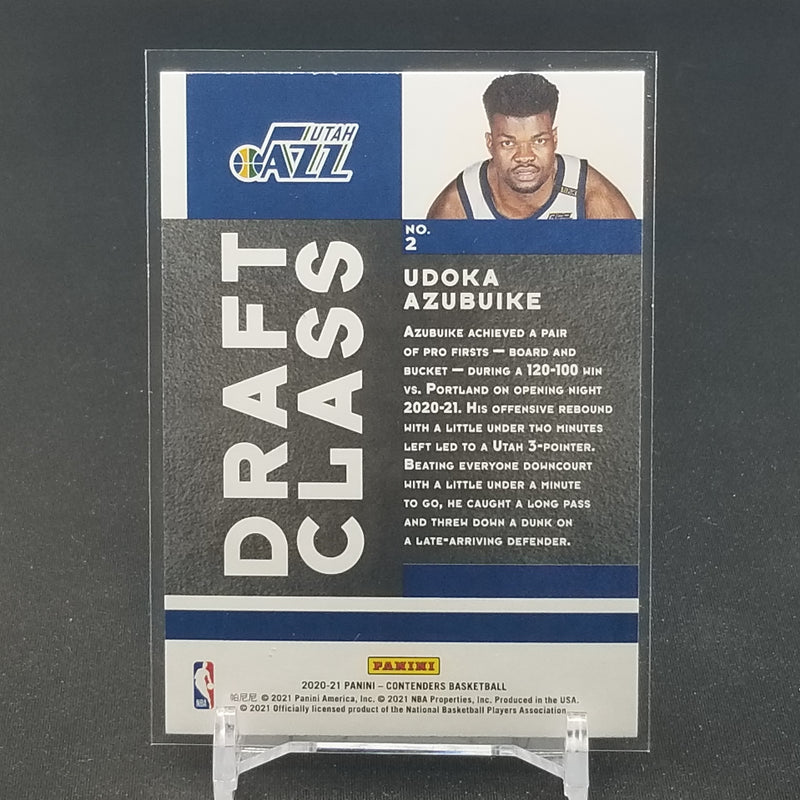 UTAH
JAZZ
NO.
2
DRAFT
CLASS
UDOKA
AZUBUIKE
AZUBUIKE ACHIEVED A PAIR
OF PRO FIRSTS — BOARD AND
BUCKET — DURING A 120-100 WIN
VS. PORTLAND ON OPENING NIGHT
2020-21. HIS OFFENSIVE REBOUND
WITH A LITTLE UNDER TWO MINUTES
LEFT LED TO A UTAH 3-POINTER.
BEATING EVERYONE DOWNCOURT
WITH A LITTLE UNDER A MINUTE
TO GO, HE CAUGHT A LONG PASS
AND THREW DOWN A DUNK ON
A LATE-ARRIVING DEFENDER.
PANINI
NBA
2020-21 PANINI – CONTENDERS BASKETBALL
帕尼尼 © 2021 Panini America, Inc. © 2021 NBA Properties, Inc. Produced in the USA.
© 2021 Officially licensed product of the National Basketball Players Association.